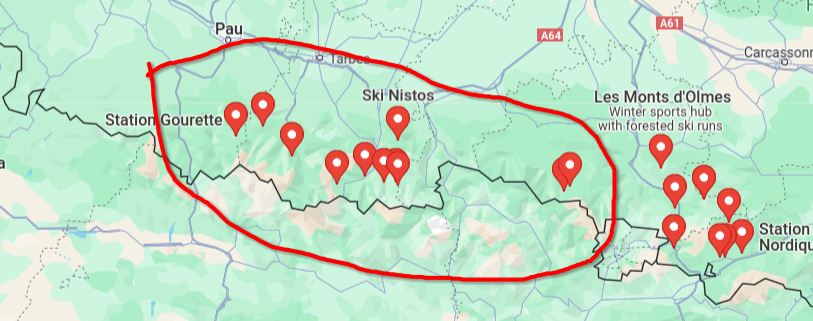 Pau
A64
A61
Tarbes
Carcassonn
Ski Nistos
Les Monts d'Olmes
Winter sports hub
with forested ski runs
Station Gourette
a
Station
Nordiqu